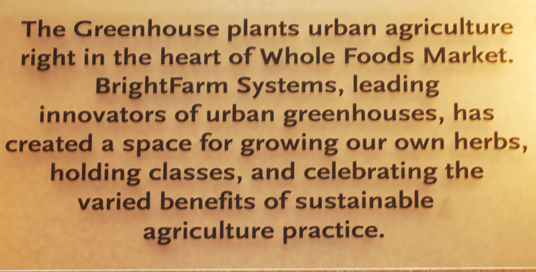 The Greenhouse plants urban agriculture
right in the heart of Whole Foods Market.
BrightFarm Systems, leading
innovators of urban greenhouses, has
created a space for growing our own herbs,
holding classes, and celebrating the
varied benefits of sustainable
agriculture practice.